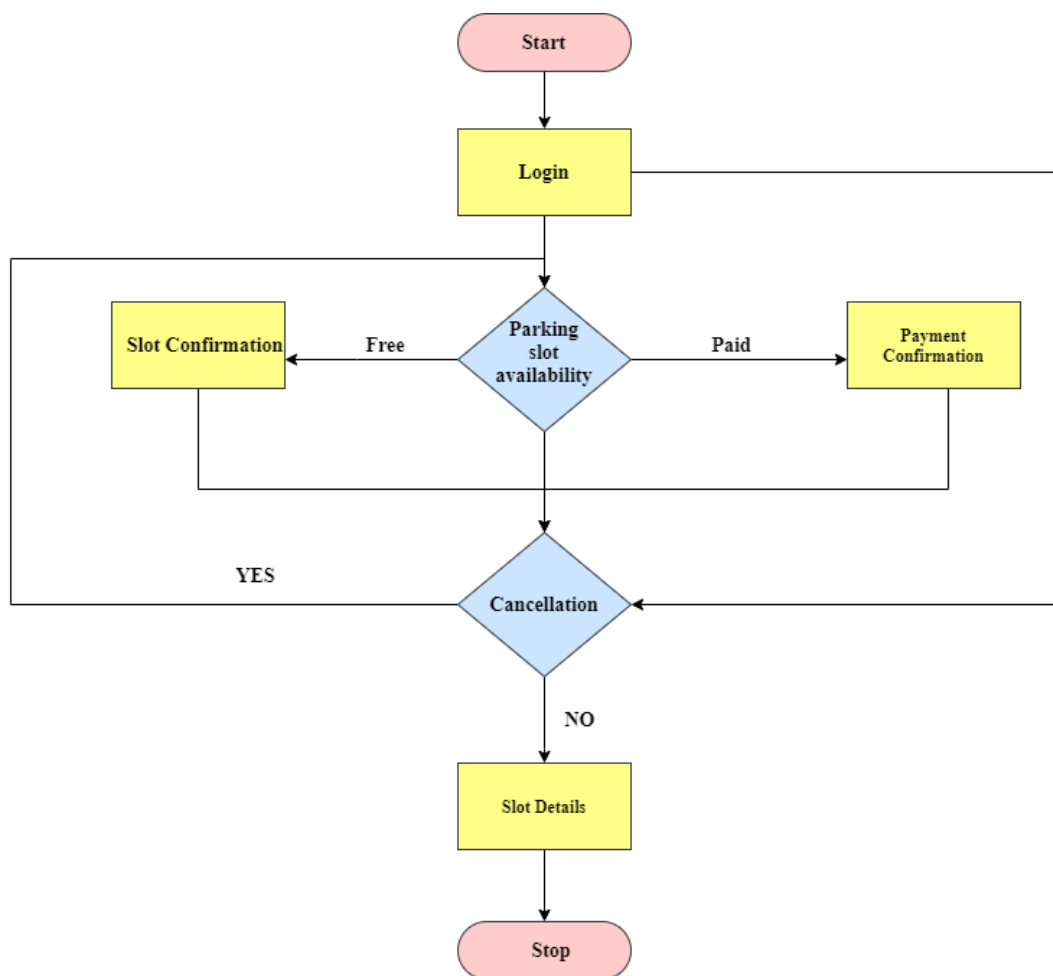 Start
Login
Parking
slot
availability
Free
Paid
Slot Confirmation
Payment
Confirmation
YES
Cancellation
NO
Slot Details
Stop